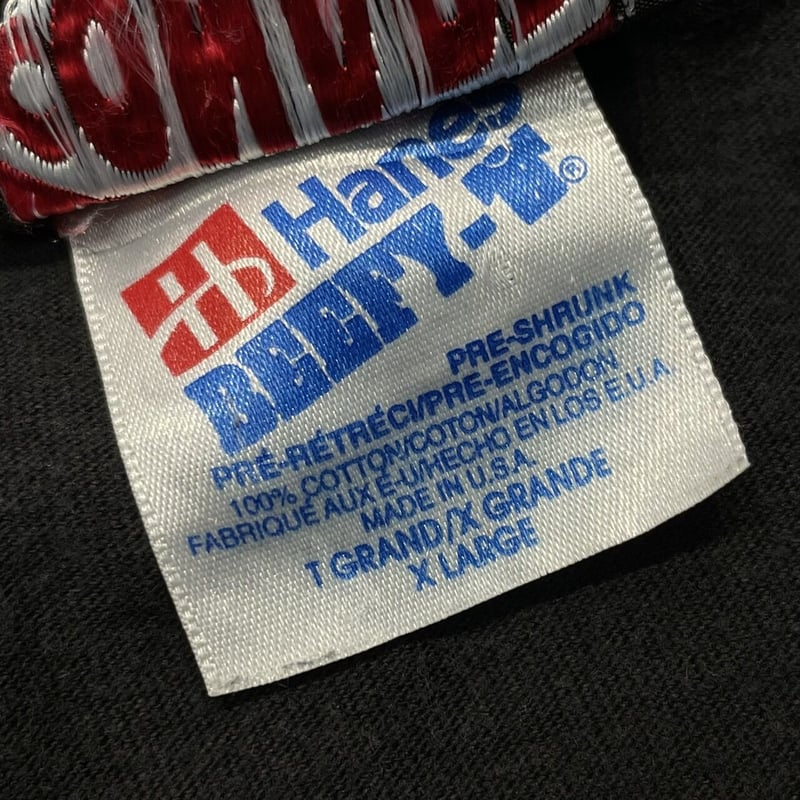 Hanes
BEEFY-T®
PRE-SHRUNK
PRÉ-RÉTRÉCI/PRE-ENCOGIDO
100% COTTON/COTON/ALGODON
FABRIQUÉ AUX É-U/HECHO EN LOS E.U.A.
MADE IN U.S.A.
T GRAND/X GRANDE
X LARGE